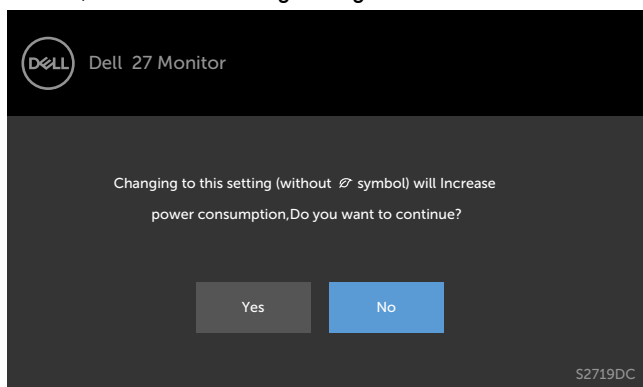 DELL
Dell 27 Monitor
Changing to this setting (without symbol) will Increase
power consumption,Do you want to continue?
Yes
No
S2719DC